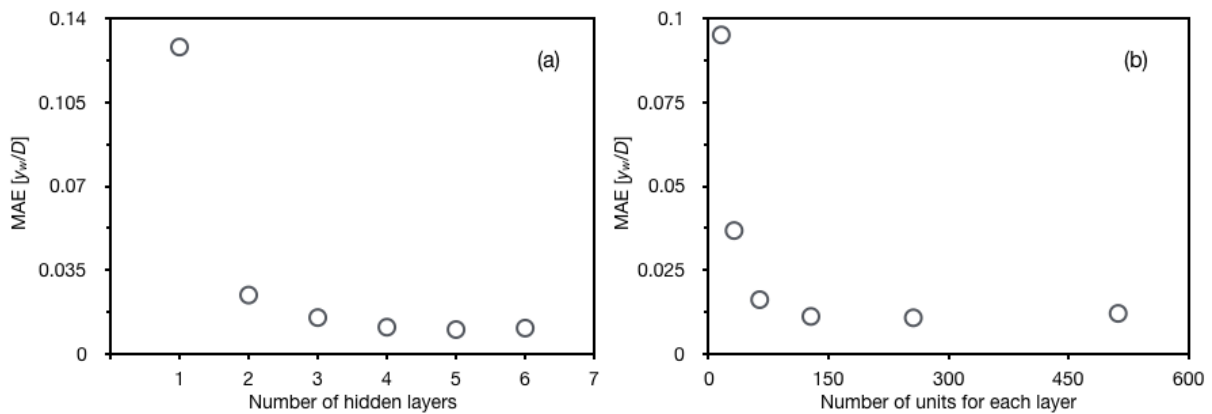 0.14
0.105
0.07
0.035
0
MAE [y_w/D]
(a)
1 2 3 4 5 6 7
Number of hidden layers
0.1
0.075
0.05
0.025
0
MAE [y_w/D]
(b)
0 150 300 450 600
Number of units for each layer